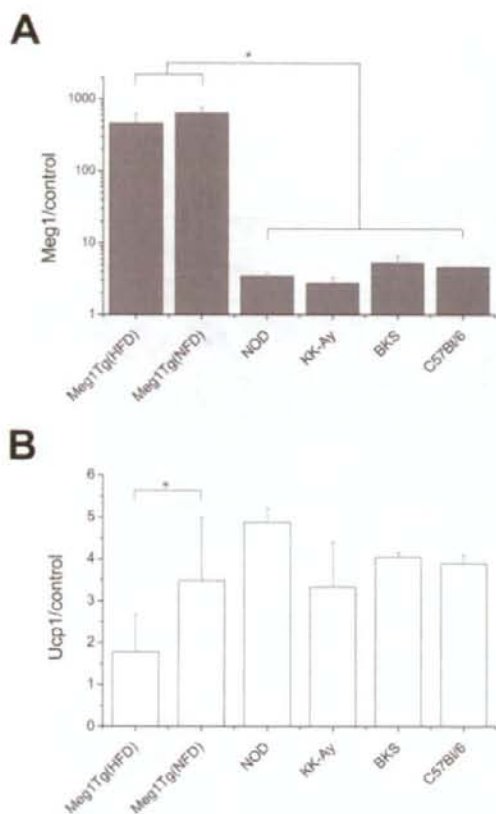 A
*
1000
100
10
1
Meg1/control
Meg1Tg(HFD)
Meg1Tg(NFD)
NOD
KK-Ay
BKS
C57Bl/6
B
*
6
5
4
3
2
1
0
Ucp1/control
Meg1Tg(HFD)
Meg1Tg(NFD)
NOD
KK-Ay
BKS
C57Bl/6